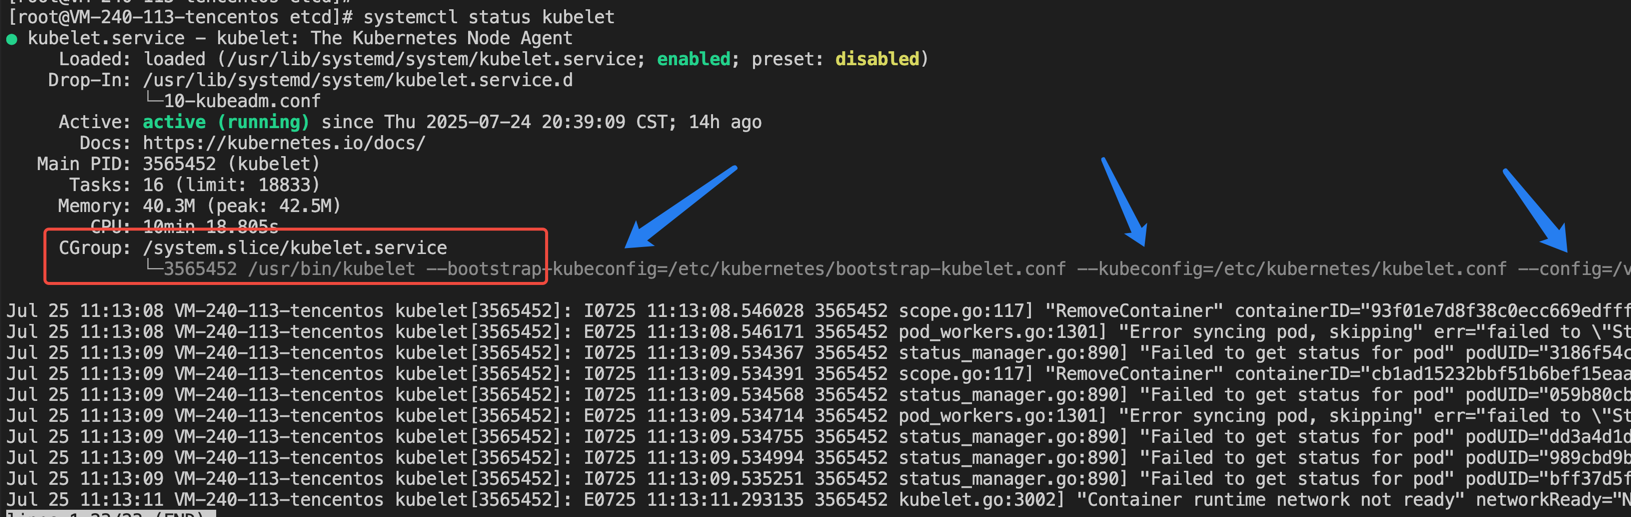 [root@VM-240-113-tencentos etcd]#
[root@VM-240-113-tencentos etcd]# systemctl status kubelet
● kubelet.service - kubelet: The Kubernetes Node Agent
Loaded: loaded (/usr/lib/systemd/system/kubelet.service; enabled; preset: disabled)
Drop-In: /usr/lib/systemd/system/kubelet.service.d
└─10-kubeadm.conf
Active: active (running) since Thu 2025-07-24 20:39:09 CST; 14h ago
Docs: https://kubernetes.io/docs/
Main PID: 3565452 (kubelet)
Tasks: 16 (limit: 18833)
Memory: 40.3M (peak: 42.5M)
CPU: 10min 18.805s
CGroup: /system.slice/kubelet.service
└─3565452 /usr/bin/kubelet --bootstrap-kubeconfig=/etc/kubernetes/bootstrap-kubelet.conf --kubeconfig=/etc/kubernetes/kubelet.conf --config=/v
Jul 25 11:13:08 VM-240-113-tencentos kubelet[3565452]: I0725 11:13:08.546028 3565452 scope.go:117] "RemoveContainer" containerID="93f01e7d8f38c0ecc669edfff
Jul 25 11:13:08 VM-240-113-tencentos kubelet[3565452]: E0725 11:13:08.546171 3565452 pod_workers.go:1301] "Error syncing pod, skipping" err="failed to \"St
Jul 25 11:13:09 VM-240-113-tencentos kubelet[3565452]: I0725 11:13:09.534367 3565452 status_manager.go:890] "Failed to get status for pod" podUID="3186f54c
Jul 25 11:13:09 VM-240-113-tencentos kubelet[3565452]: I0725 11:13:09.534391 3565452 scope.go:117] "RemoveContainer" containerID="cb1ad15232bbf51b6bef15eaa
Jul 25 11:13:09 VM-240-113-tencentos kubelet[3565452]: I0725 11:13:09.534568 3565452 status_manager.go:890] "Failed to get status for pod" podUID="059b80cb
Jul 25 11:13:09 VM-240-113-tencentos kubelet[3565452]: E0725 11:13:09.534714 3565452 pod_workers.go:1301] "Error syncing pod, skipping" err="failed to \"St
Jul 25 11:13:09 VM-240-113-tencentos kubelet[3565452]: I0725 11:13:09.534755 3565452 status_manager.go:890] "Failed to get status for pod" podUID="dd3a4d1d
Jul 25 11:13:09 VM-240-113-tencentos kubelet[3565452]: I0725 11:13:09.534994 3565452 status_manager.go:890] "Failed to get status for pod" podUID="989cbd9b
Jul 25 11:13:09 VM-240-113-tencentos kubelet[3565452]: I0725 11:13:09.535251 3565452 status_manager.go:890] "Failed to get status for pod" podUID="bff37d5f
Jul 25 11:13:11 VM-240-113-tencentos kubelet[3565452]: E0725 11:13:11.293135 3565452 kubelet.go:3002] "Container runtime network not ready" networkReady="N
lines 1-23/23 (END)